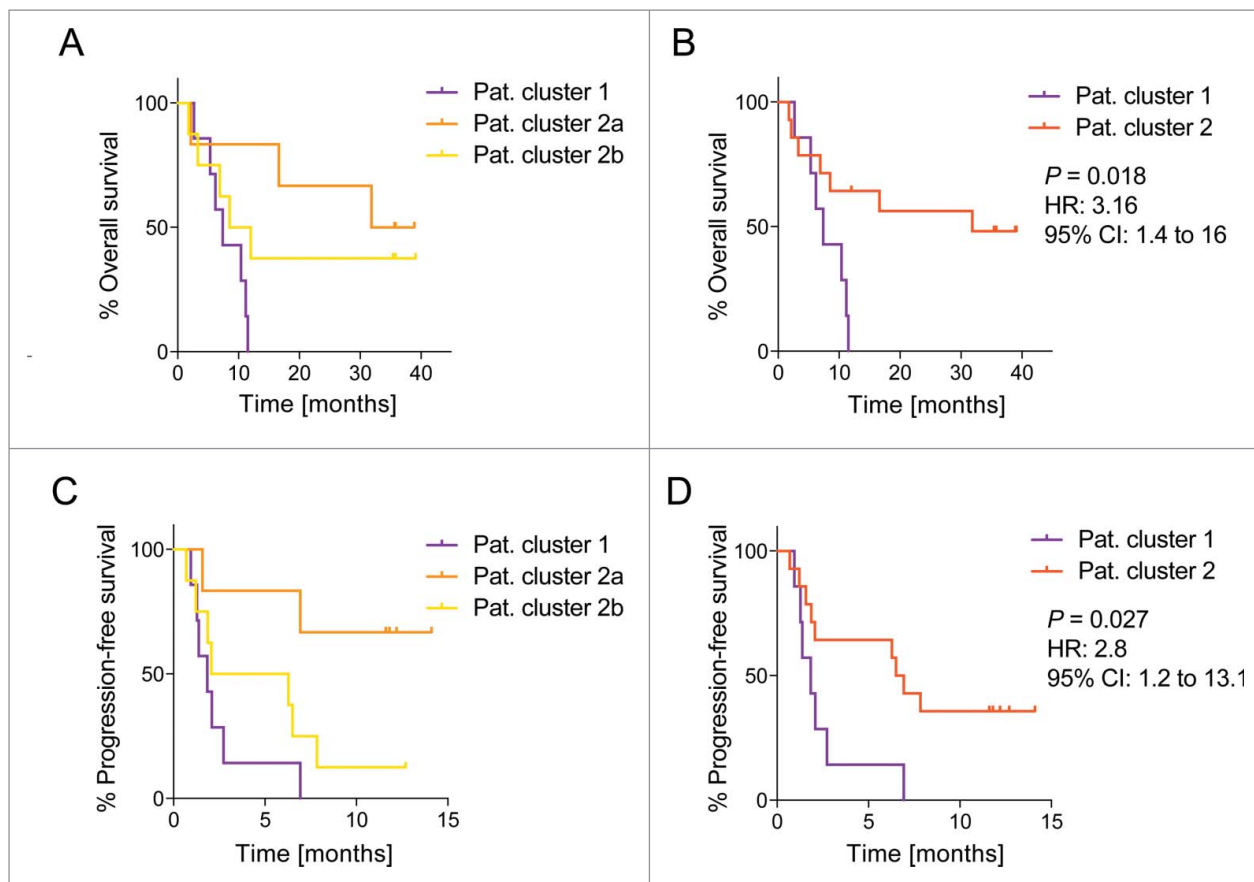 A
% Overall survival
100
50
0
0 10 20 30 40
Time [months]
Pat. cluster 1
Pat. cluster 2a
Pat. cluster 2b
B
% Overall survival
100
50
0
0 10 20 30 40
Time [months]
Pat. cluster 1
Pat. cluster 2
P = 0.018
HR: 3.16
95% CI: 1.4 to 16
C
% Progression-free survival
100
50
0
0 5 10 15
Time [months]
Pat. cluster 1
Pat. cluster 2a
Pat. cluster 2b
D
% Progression-free survival
100
50
0
0 5 10 15
Time [months]
Pat. cluster 1
Pat. cluster 2
P = 0.027
HR: 2.8
95% CI: 1.2 to 13.1